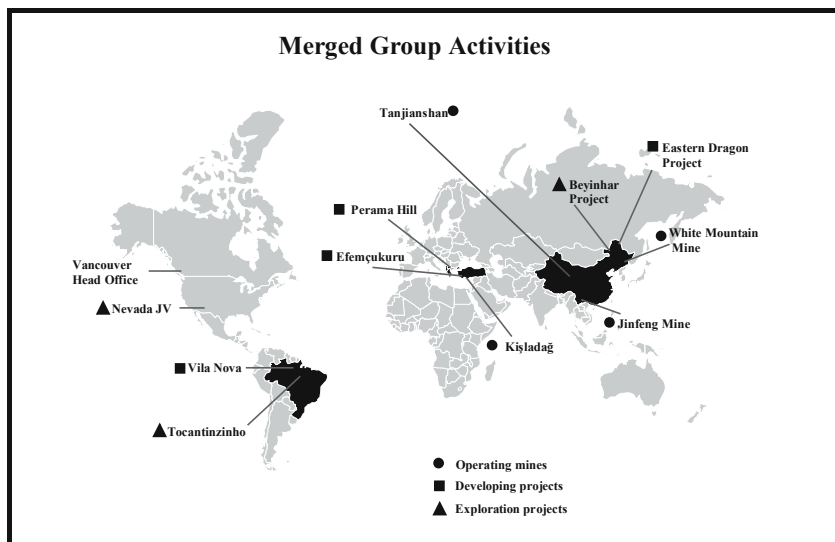 Merged Group Activities
Tanjianshan
Eastern Dragon
Project
Beyinhar
Project
Perama Hill
White Mountain
Mine
Efemçukuru
Vancouver
Head Office
Nevada JV
Jinfeng Mine
Kişladağ
Vila Nova
Tocantinzinho
Operating mines
Developing projects
Exploration projects